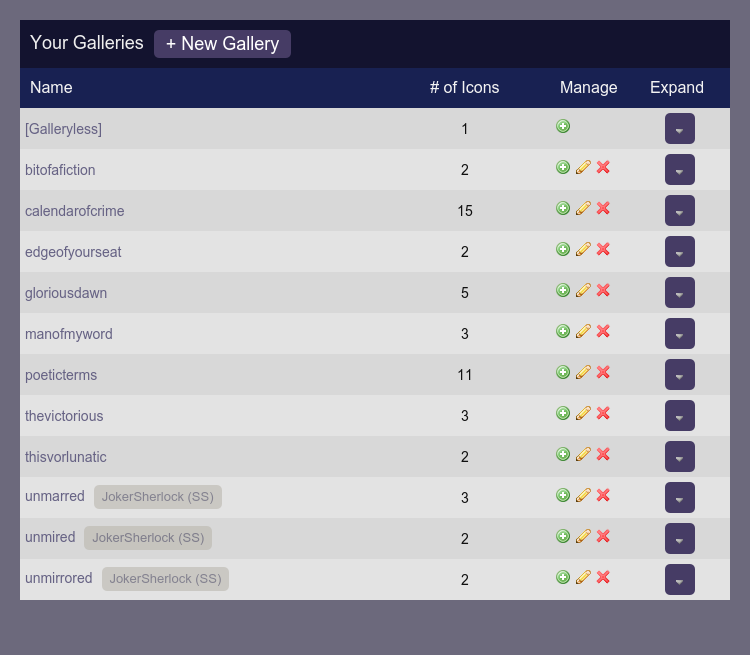 Your Galleries + New Gallery
Name # of Icons Manage Expand
[Galleryless] 1
bitofafiction 2
calendarofcrime 15
edgeofyourseat 2
gloriousdawn 5
manofmyword 3
poeticterms 11
thevictorious 3
thisvorlunatic 2
unmarred JokerSherlock (SS) 3
unmired JokerSherlock (SS) 2
unmirrored JokerSherlock (SS) 2